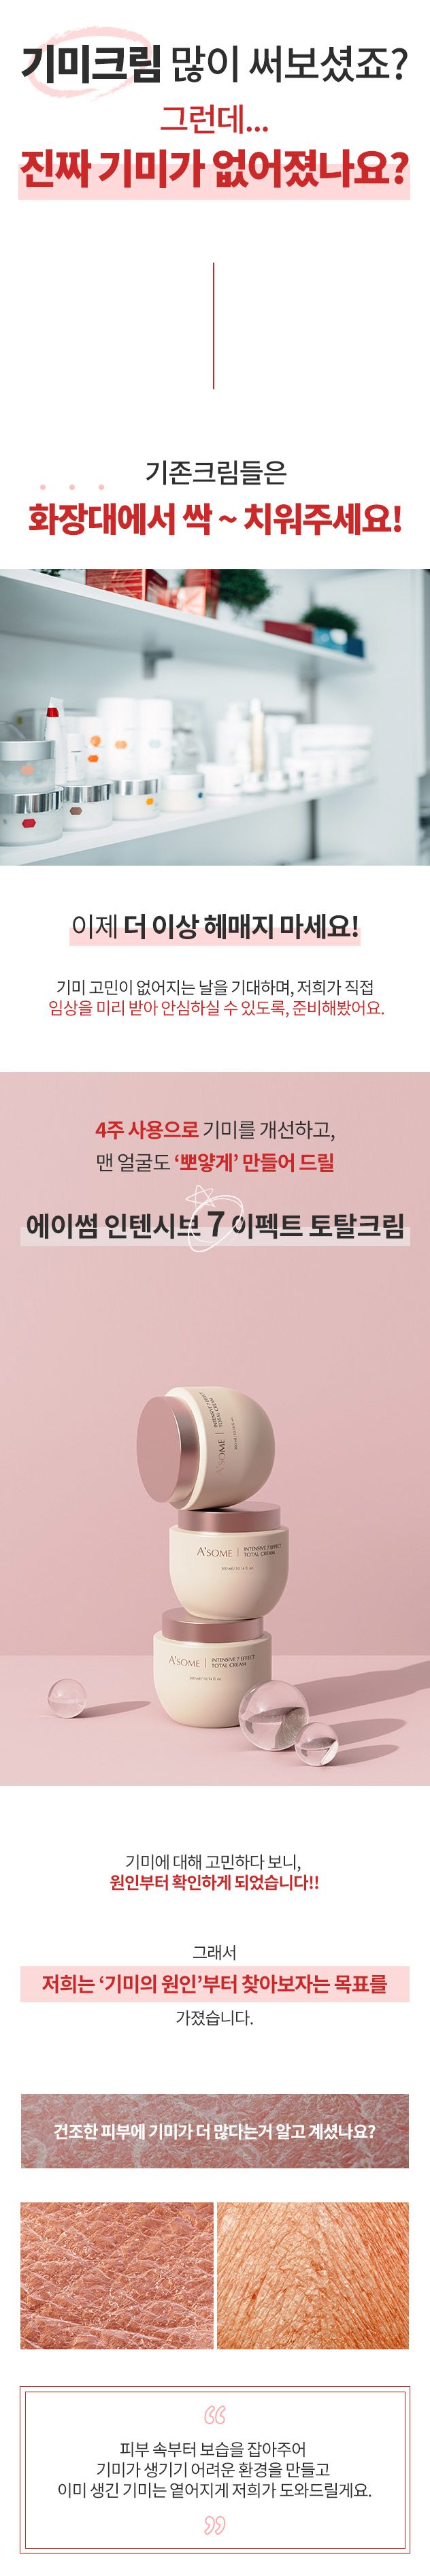 기미크림 많이 써보셨죠?
그런데...
진짜 기미가 없어졌나요?
기존크림들은
화장대에서 싹 ~ 치워주세요!
이제 더 이상 헤매지 마세요!
기미 고민이 없어지는 날을 기대하며, 저희가 직접
임상을 미리 받아 안심하실 수 있도록, 준비해봤어요.
4주 사용으로 기미를 개선하고,
맨 얼굴도 ‘뽀얗게’ 만들어 드릴
에이썸 인텐시브 7 이펙트 토탈크림
A'SOME | INTENSIVE 7 EFFECT
TOTAL CREAM
A'SOME | INTENSIVE 7 EFFECT
TOTAL CREAM
A'SOME | INTENSIVE 7 EFFECT
TOTAL CREAM
기미에 대해 고민하다 보니,
원인부터 확인하게 되었습니다!!
그래서
저희는 ‘기미의 원인’부터 찾아보자는 목표를
가졌습니다.
건조한 피부에 기미가 더 많다는거 알고 계셨나요?
피부 속부터 보습을 잡아주어
기미가 생기기 어려운 환경을 만들고
이미 생긴 기미는 옅어지게 저희가 도와드릴게요.